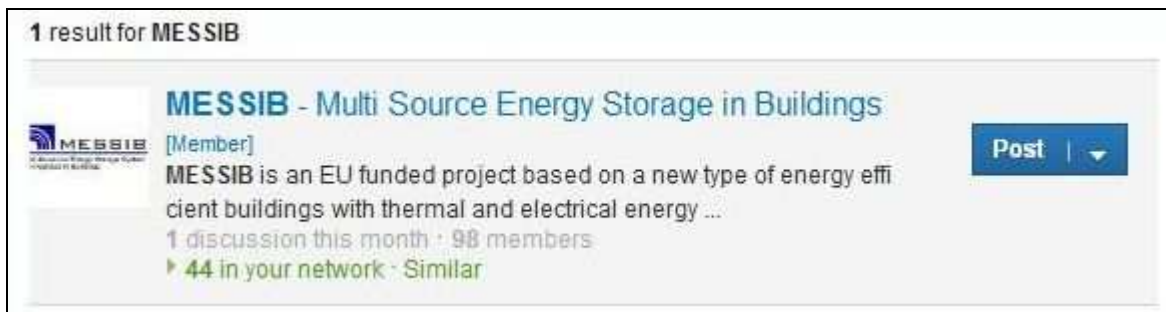 1 result for MESSIB
MESSIB - Multi Source Energy Storage in Buildings
MESSIB
[Member]
Post
MESSIB is an EU funded project based on a new type of energy effi
cient buildings with thermal and electrical energy ...
1 discussion this month · 98 members
44 in your network · Similar